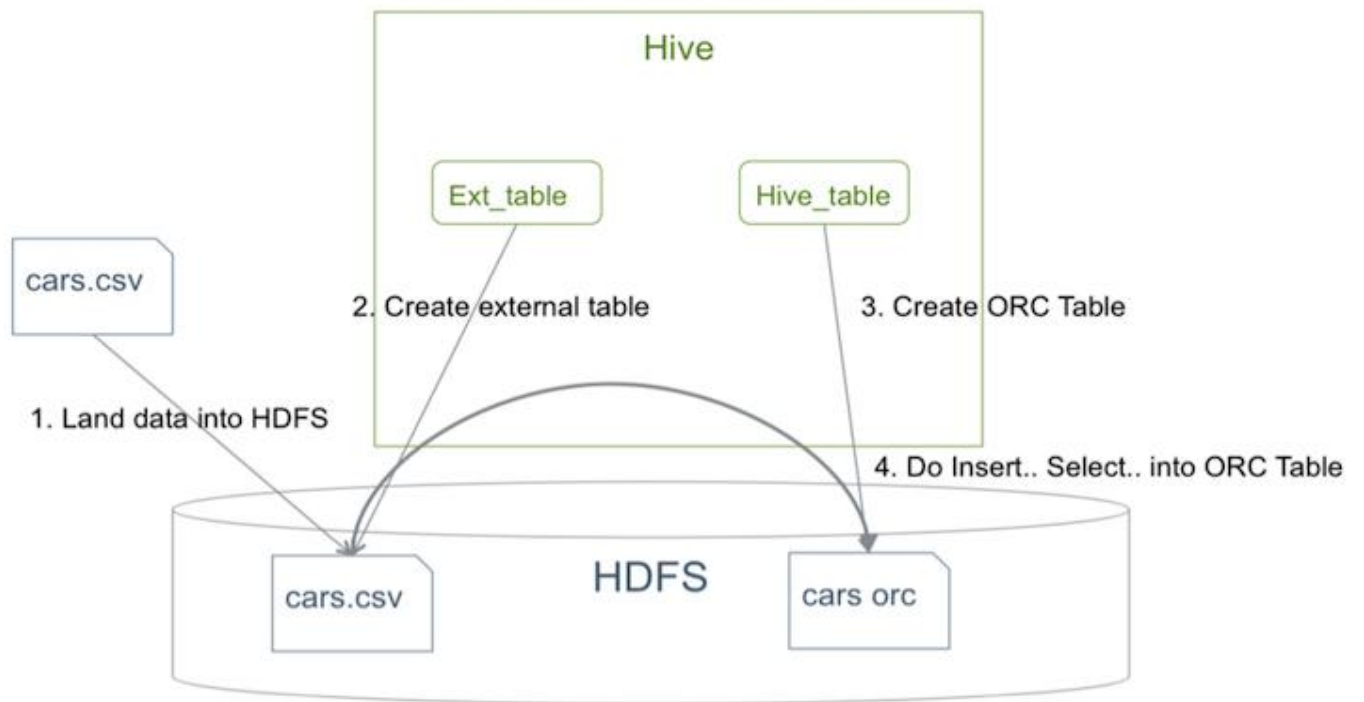 Hive
Ext_table
Hive_table
cars.csv
2. Create external table
3. Create ORC Table
1. Land data into HDFS
4. Do Insert.. Select.. into ORC Table
HDFS
cars.csv
cars orc